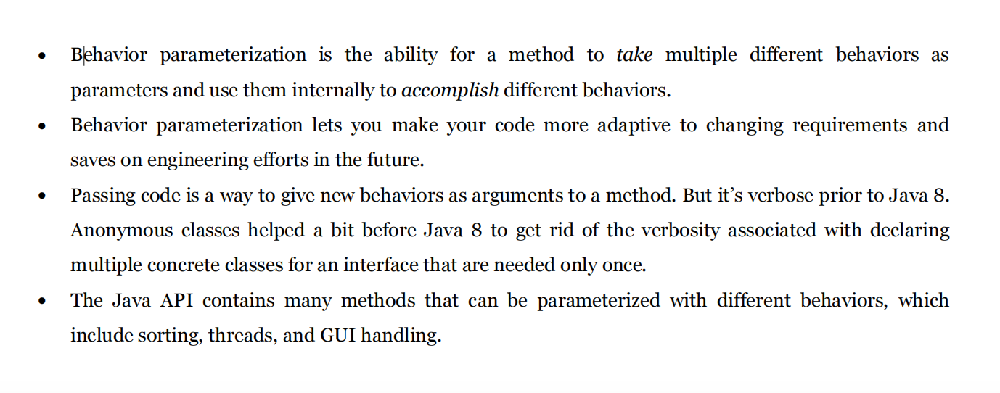 • Behavior parameterization is the ability for a method to take multiple different behaviors as
parameters and use them internally to accomplish different behaviors.
• Behavior parameterization lets you make your code more adaptive to changing requirements and
saves on engineering efforts in the future.
• Passing code is a way to give new behaviors as arguments to a method. But it’s verbose prior to Java 8.
Anonymous classes helped a bit before Java 8 to get rid of the verbosity associated with declaring
multiple concrete classes for an interface that are needed only once.
• The Java API contains many methods that can be parameterized with different behaviors, which
include sorting, threads, and GUI handling.